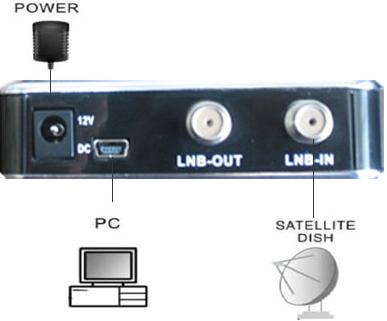 POWER
12V
DC
LNB-OUT
LNB-IN
PC
SATELLITE
DISH